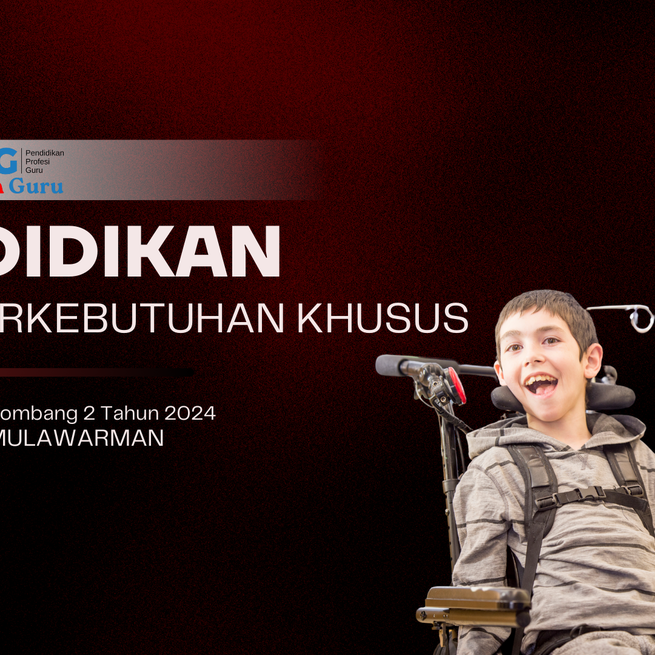 G Pendidikan
Profesi
Guru
Guru
DIDIKAN
RKEBUTUHAN KHUSUS
ombang 2 Tahun 2024
MULAWARMAN